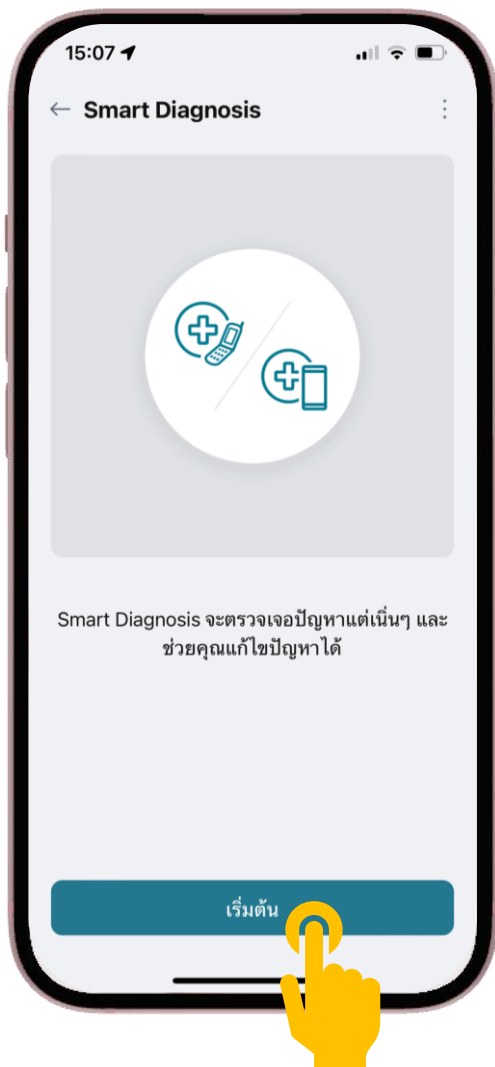 15:07
Smart Diagnosis
Smart Diagnosis จะตรวจเจอปัญหาแต่เนิ่นๆ และ
ช่วยคุณแก้ไขปัญหาได้
เริ่มต้น